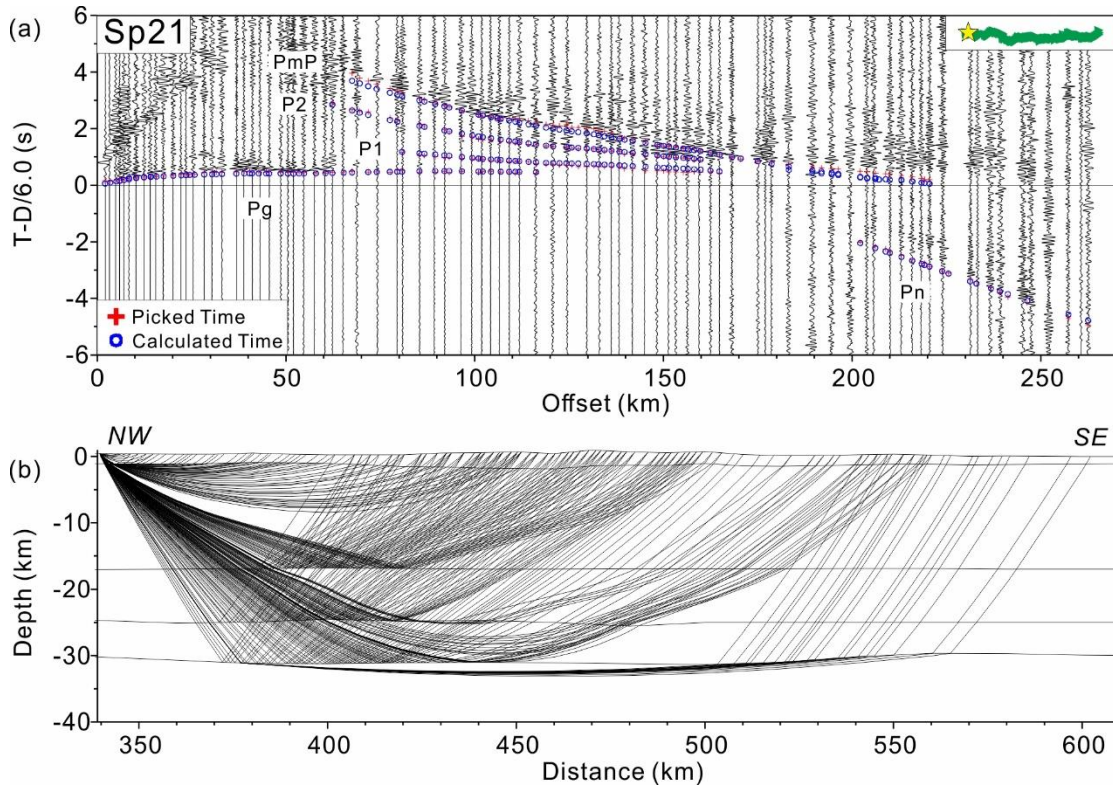 (a)
Sp21
6
4
2
0
-2
-4
-6
T-D/6.0 (s)
PmP
P2
P1
Pg
Pn
Picked Time
Calculated Time
0 50 100 150 200 250
Offset (km)
NW SE
(b)
0
-10
-20
-30
-40
Depth (km)
350 400 450 500 550 600
Distance (km)